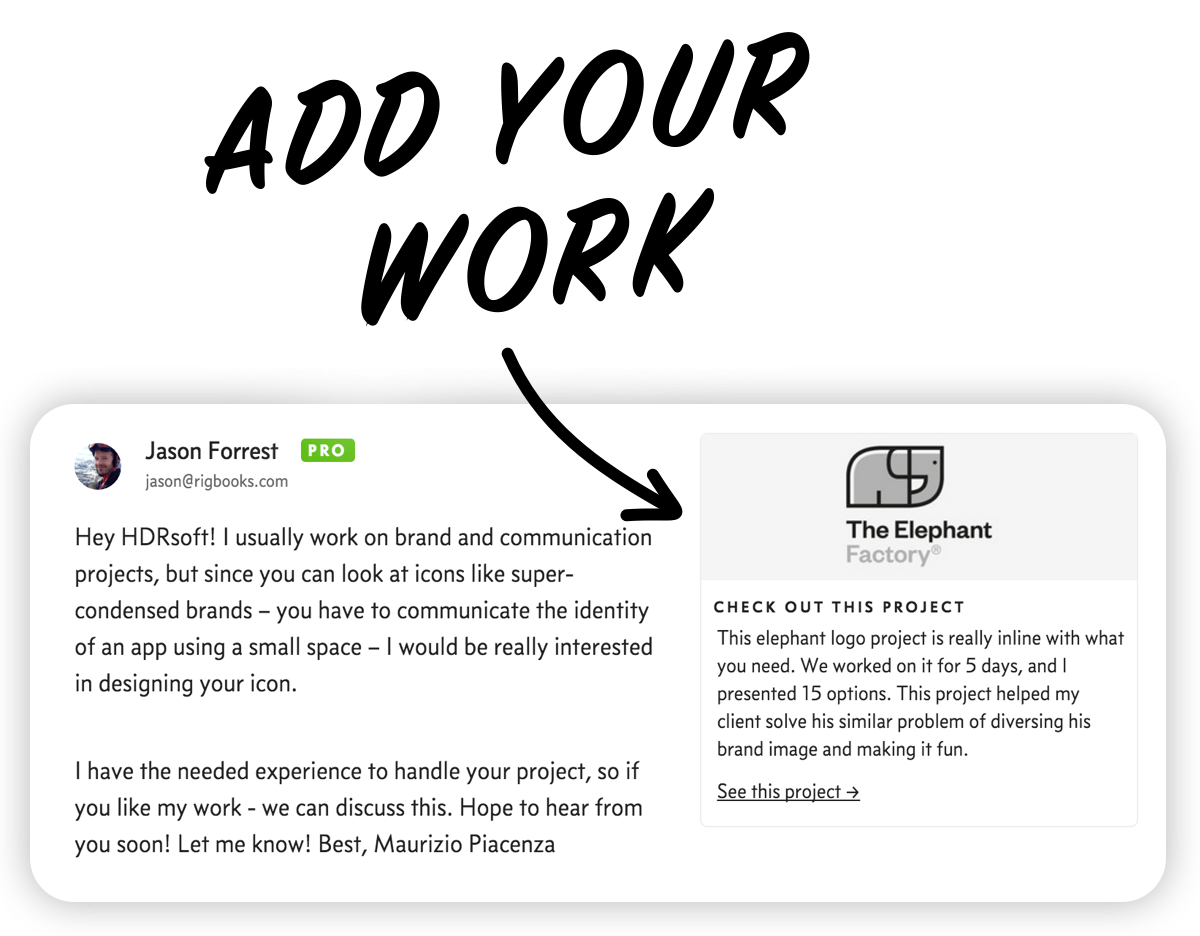 ADD YOUR
WORK
Jason Forrest PRO
jason@rigbooks.com
Hey HDRsoft! I usually work on brand and communication
projects, but since you can look at icons like super-
condensed brands – you have to communicate the identity
of an app using a small space – I would be really interested
in designing your icon.
I have the needed experience to handle your project, so if
you like my work - we can discuss this. Hope to hear from
you soon! Let me know! Best, Maurizio Piacenza
The Elephant
Factory®
CHECK OUT THIS PROJECT
This elephant logo project is really inline with what
you need. We worked on it for 5 days, and I
presented 15 options. This project helped my
client solve his similar problem of diversing his
brand image and making it fun.
See this project →